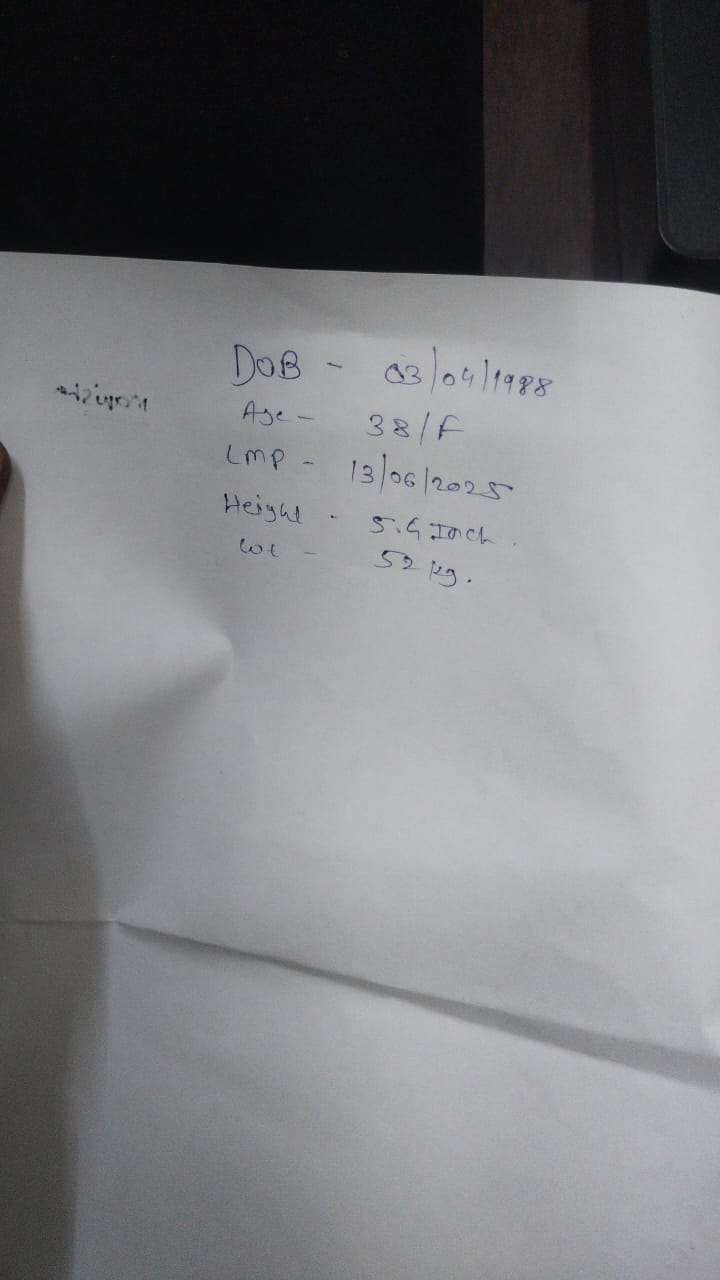 DOB - 03/04/1988
Age - 38/F
LMP - 13/06/2025
Height - 5.4 Inch.
wt - 52 kg.